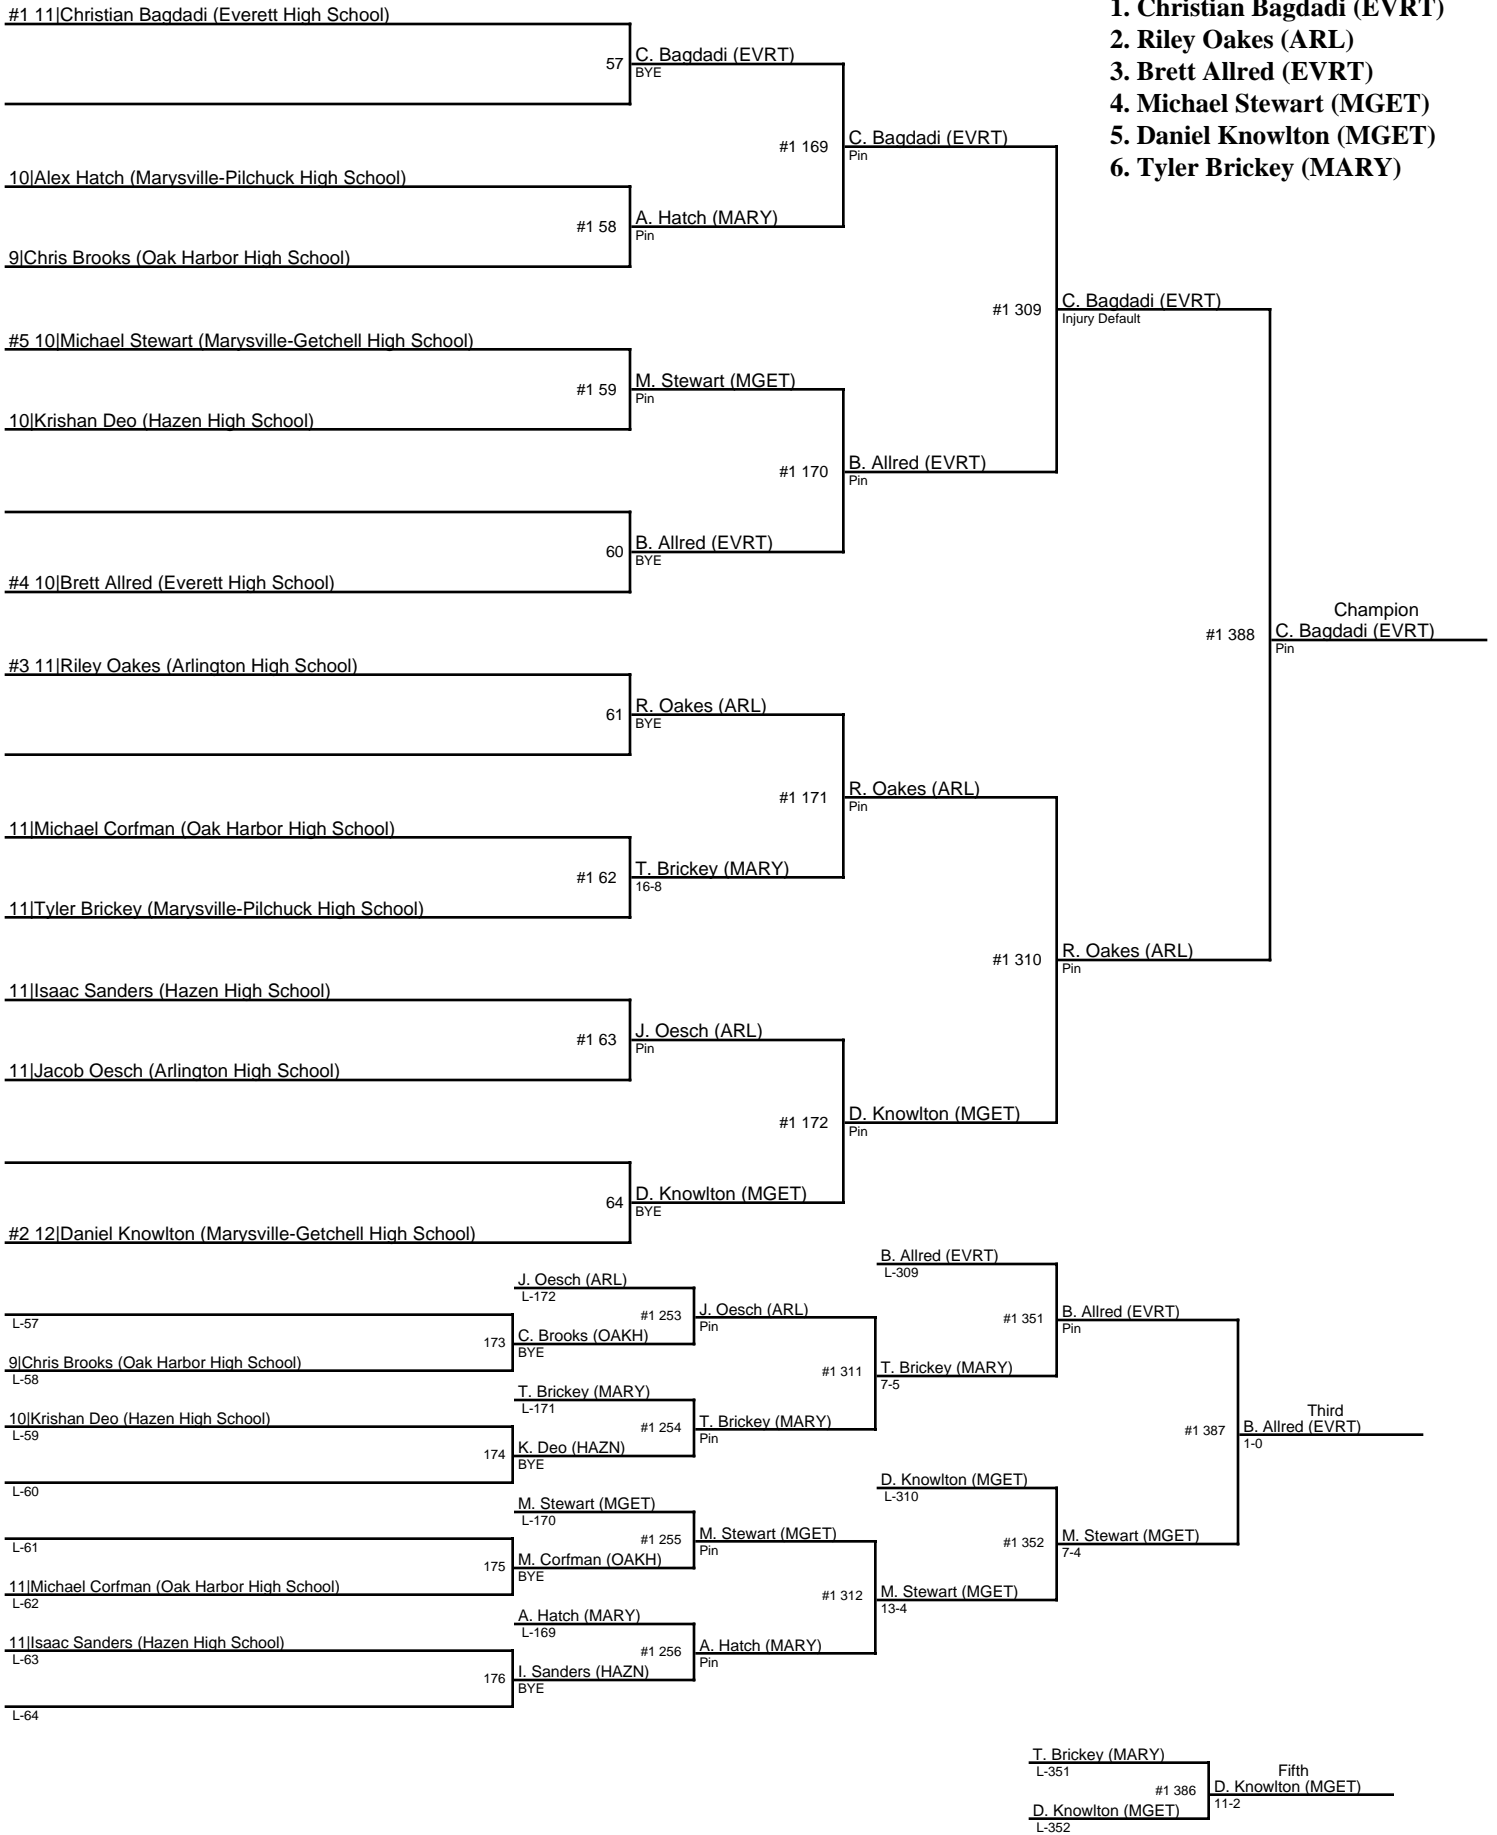 #1 11|Christian Bagdadi (Everett High School)
1. Christian Bagdadi (EVRT)
2. Riley Oakes (ARL)
3. Brett Allred (EVRT)
4. Michael Stewart (MGET)
5. Daniel Knowlton (MGET)
6. Tyler Brickey (MARY)
57
C. Bagdadi (EVRT)
BYE
#1 169
C. Bagdadi (EVRT)
Pin
10|Alex Hatch (Marysville-Pilchuck High School)
#1 58
A. Hatch (MARY)
Pin
9|Chris Brooks (Oak Harbor High School)
#1 309
C. Bagdadi (EVRT)
Injury Default
#5 10|Michael Stewart (Marysville-Getchell High School)
#1 59
M. Stewart (MGET)
Pin
10|Krishan Deo (Hazen High School)
#1 170
B. Allred (EVRT)
Pin
60
B. Allred (EVRT)
BYE
#4 10|Brett Allred (Everett High School)
Champion
#1 388
C. Bagdadi (EVRT)
Pin
#3 11|Riley Oakes (Arlington High School)
61
R. Oakes (ARL)
BYE
#1 171
R. Oakes (ARL)
Pin
11|Michael Corfman (Oak Harbor High School)
#1 62
T. Brickey (MARY)
16-8
11|Tyler Brickey (Marysville-Pilchuck High School)
#1 310
R. Oakes (ARL)
Pin
11|Isaac Sanders (Hazen High School)
#1 63
J. Oesch (ARL)
Pin
11|Jacob Oesch (Arlington High School)
#1 172
D. Knowlton (MGET)
Pin
64
D. Knowlton (MGET)
BYE
#2 12|Daniel Knowlton (Marysville-Getchell High School)
B. Allred (EVRT)
L-309
J. Oesch (ARL)
L-172
#1 253
J. Oesch (ARL)
Pin
L-57
173
C. Brooks (OAKH)
BYE
#1 351
B. Allred (EVRT)
Pin
9|Chris Brooks (Oak Harbor High School)
L-58
#1 311
T. Brickey (MARY)
7-5
T. Brickey (MARY)
L-171
#1 254
T. Brickey (MARY)
Pin
10|Krishan Deo (Hazen High School)
L-59
174
K. Deo (HAZN)
BYE
Third
#1 387
B. Allred (EVRT)
1-0
L-60
D. Knowlton (MGET)
L-310
M. Stewart (MGET)
L-170
#1 255
M. Stewart (MGET)
Pin
L-61
175
M. Corfman (OAKH)
BYE
#1 352
M. Stewart (MGET)
7-4
11|Michael Corfman (Oak Harbor High School)
L-62
#1 312
M. Stewart (MGET)
13-4
A. Hatch (MARY)
L-169
#1 256
A. Hatch (MARY)
Pin
11|Isaac Sanders (Hazen High School)
L-63
176
I. Sanders (HAZN)
BYE
L-64
T. Brickey (MARY)
L-351
Fifth
#1 386
D. Knowlton (MGET)
11-2
D. Knowlton (MGET)
L-352